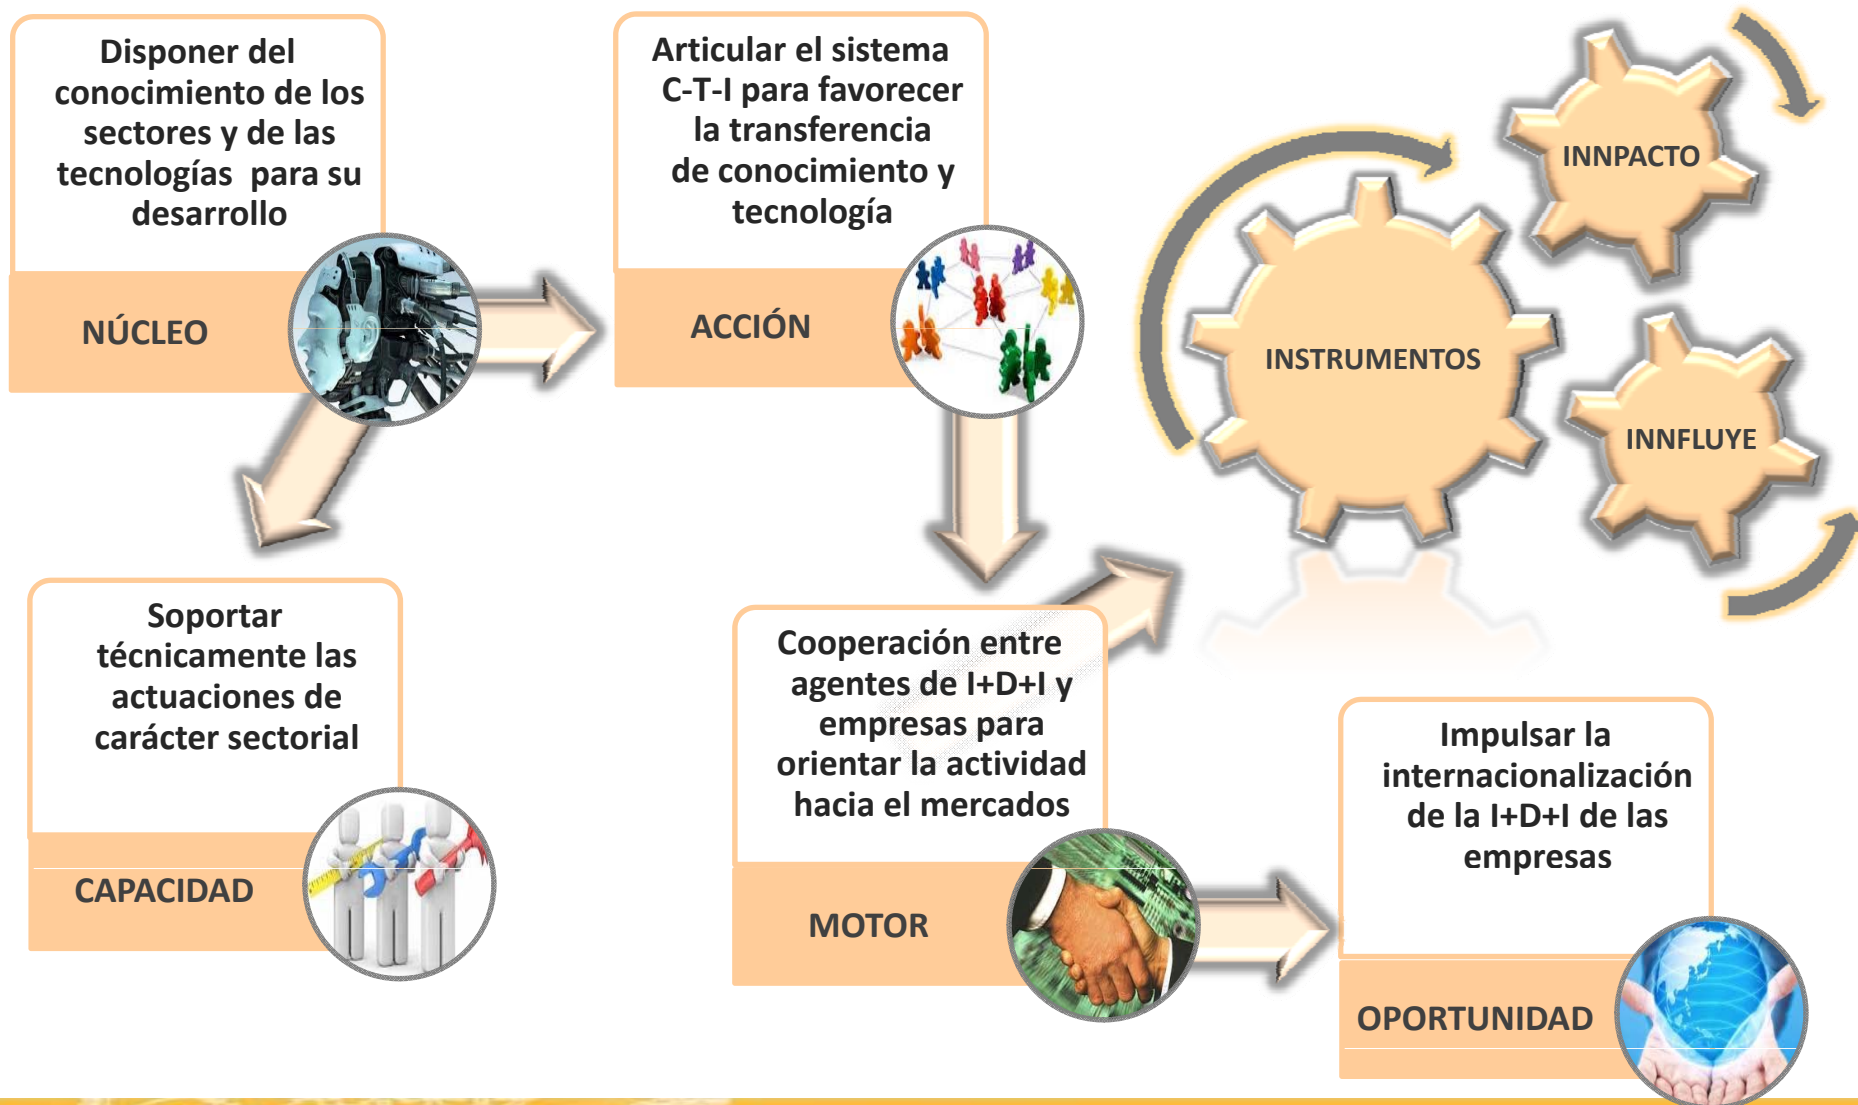 Disponer del
conocimiento de los
sectores y de las
tecnologías para su
desarrollo
NÚCLEO
Articular el sistema
C-T-I para favorecer
la transferencia
de conocimiento y
tecnología
ACCIÓN
INNPACTO
INSTRUMENTOS
INNFLUYE
Soportar
técnicamente las
actuaciones de
carácter sectorial
CAPACIDAD
Cooperación entre
agentes de I+D+I y
empresas para
orientar la actividad
hacia el mercados
MOTOR
Impulsar la
internacionalización
de la I+D+I de las
empresas
OPORTUNIDAD